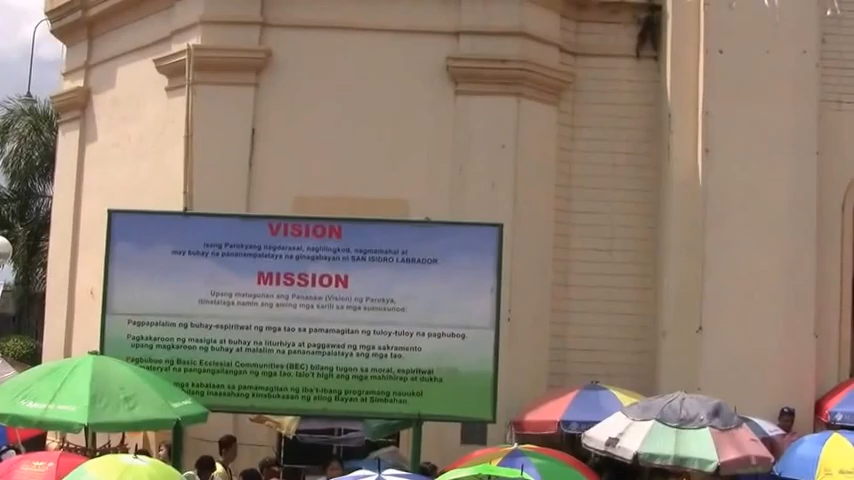 VISION
Isang Parokyang nagdarasal, naglilingkod, nagmamahal at
may buhay na pananampalataya na ginagabayan ni SAN ISIDRO LABRADOR
MISSION
Upang matugunan ang Pananaw (Vision) ng Parokya,
itinatalaga namin ang aming mga sarili sa mga sumusunod:
Pagpapalalim ng buhay-espiritwal ng mga tao sa pamamagitan ng tuloy-tuloy na paghubog.
Pagkakaroon ng masigla at buhay na liturhiya at paggawad ng mga sakramento
upang magkaroon ng mabunga at matalim na pananampalataya ang mga tao.
Pagbubuo ng Basic Ecclesial Communities (BEC) bilang tugon sa moral, espiritwal
at materyal na pangangailangan ng mga tao, lalo't higit ang mga mahihirap at dukha
mga kabataan sa pamamagitan ng iba't-ibang programang
inaasahang kinabukasan ng Ating Bayan at Simbahan.